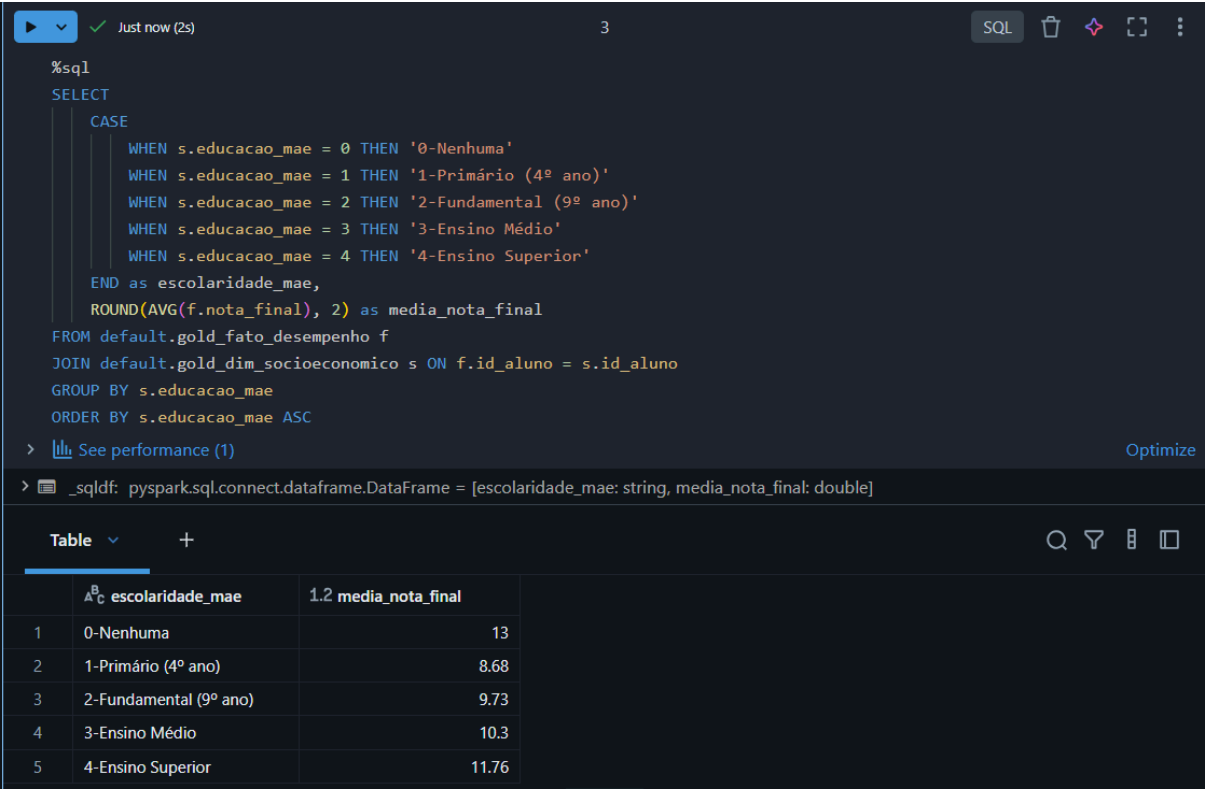 Just now (2s) 3 SQL
%sql
SELECT
CASE
WHEN s.educacao_mae = 0 THEN '0-Nenhuma'
WHEN s.educacao_mae = 1 THEN '1-Primário (4º ano)'
WHEN s.educacao_mae = 2 THEN '2-Fundamental (9º ano)'
WHEN s.educacao_mae = 3 THEN '3-Ensino Médio'
WHEN s.educacao_mae = 4 THEN '4-Ensino Superior'
END as escolaridade_mae,
ROUND(AVG(f.nota_final), 2) as media_nota_final
FROM default.gold_fato_desempenho f
JOIN default.gold_dim_socioeconomico s ON f.id_aluno = s.id_aluno
GROUP BY s.educacao_mae
ORDER BY s.educacao_mae ASC
See performance (1) Optimize
_sqldf: pyspark.sql.connect.dataframe.DataFrame = [escolaridade_mae: string, media_nota_final: double]
Table +
ABC escolaridade_mae 1.2 media_nota_final
1 0-Nenhuma 13
2 1-Primário (4º ano) 8.68
3 2-Fundamental (9º ano) 9.73
4 3-Ensino Médio 10.3
5 4-Ensino Superior 11.76